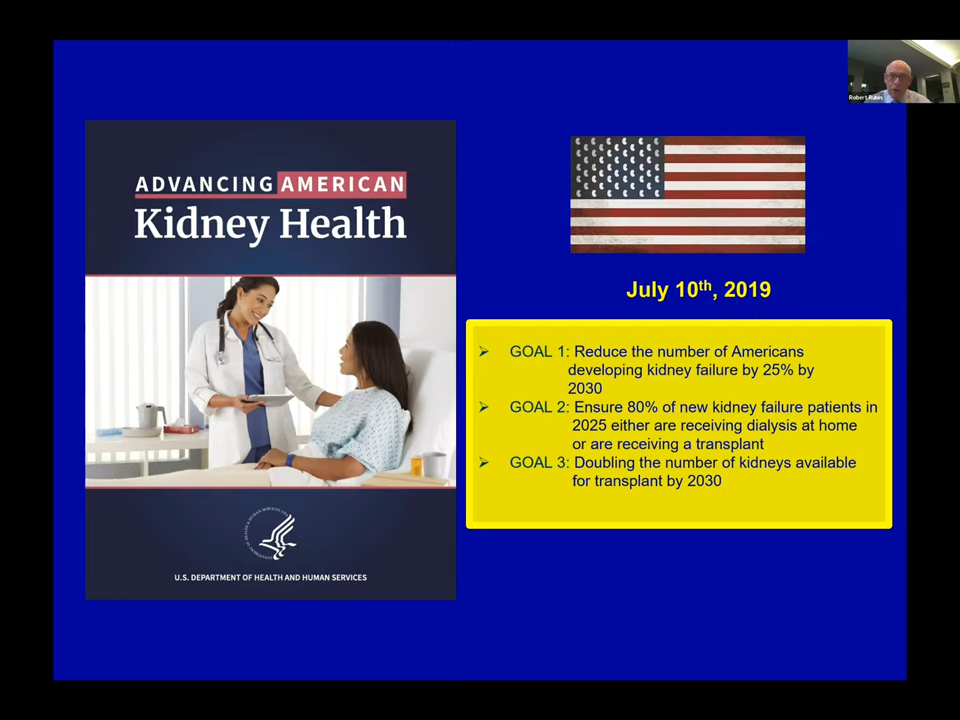 Robert Rubin
ADVANCING AMERICAN
Kidney Health
U.S. DEPARTMENT OF HEALTH AND HUMAN SERVICES
July 10th, 2019
➢ GOAL 1: Reduce the number of Americans
developing kidney failure by 25% by
2030
➢ GOAL 2: Ensure 80% of new kidney failure patients in
2025 either are receiving dialysis at home
or are receiving a transplant
➢ GOAL 3: Doubling the number of kidneys available
for transplant by 2030